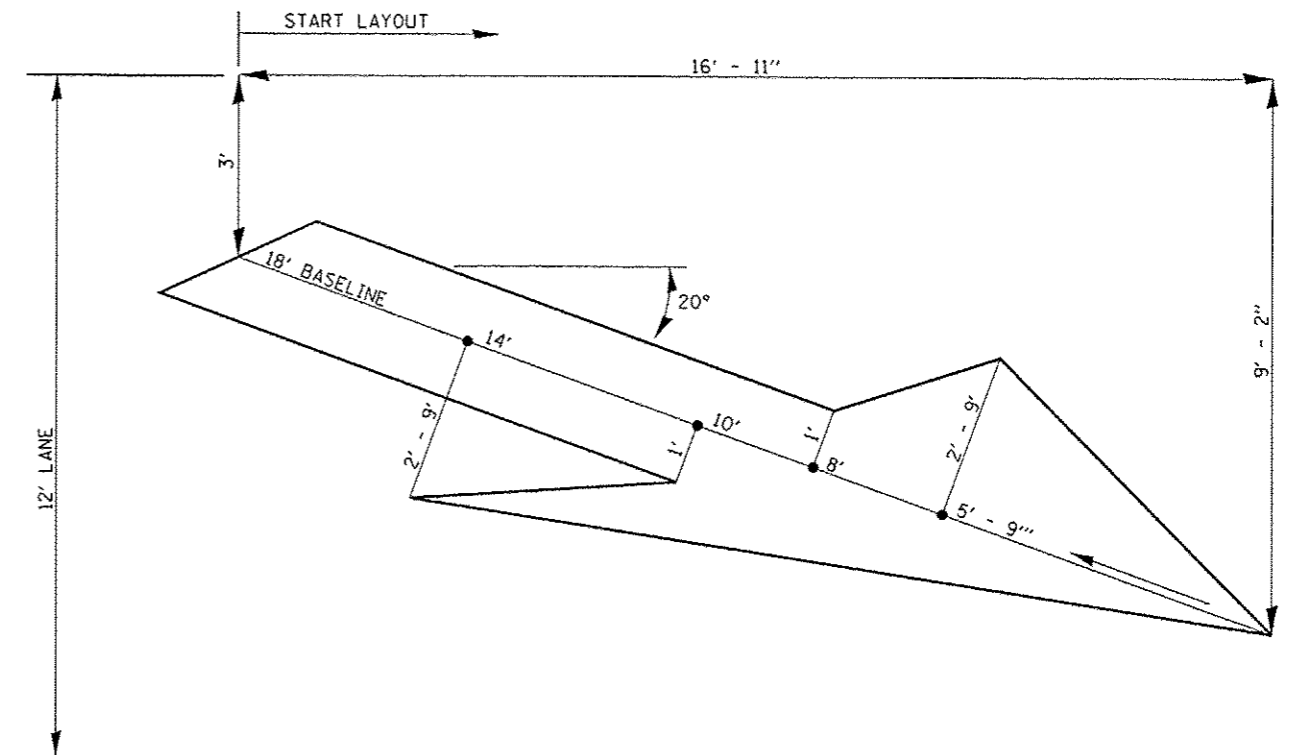 START LAYOUT
16' - 11"
3'
18' BASELINE
20°
14'
9' - 2"
12' LANE
2' - 9'
1'
10'
1'
8'
2' - 9'
5' - 9'''